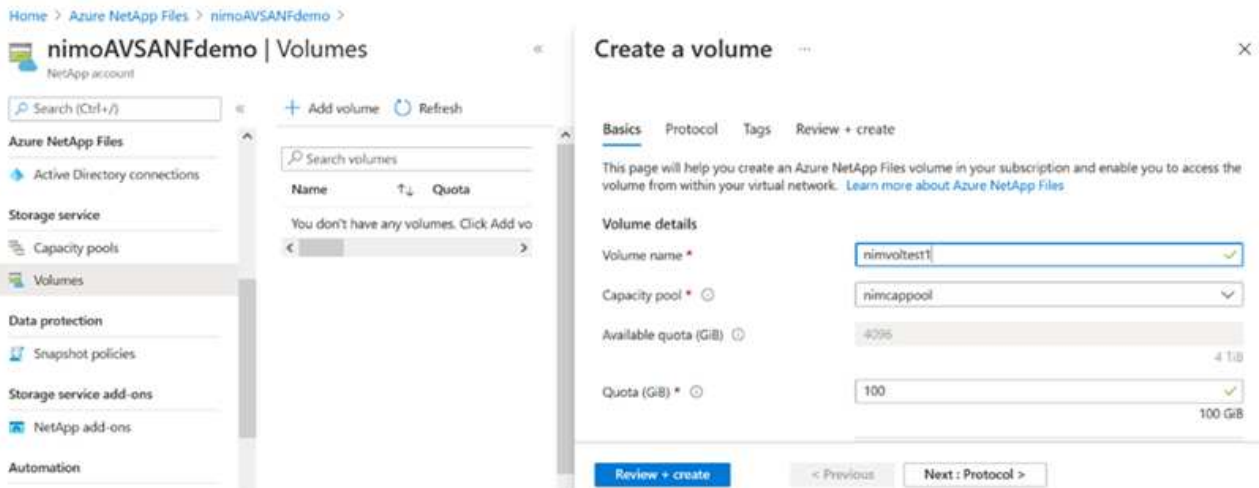 Home > Azure NetApp Files > nimoAVSANFdemo >
nimoAVSANFdemo | Volumes
NetApp account
Search (Ctrl+/)
Azure NetApp Files
Active Directory connections
Storage service
Capacity pools
Volumes
Data protection
Snapshot policies
Storage service add-ons
NetApp add-ons
Automation
+ Add volume Refresh
Search volumes
Name ↑↓ Quota
You don't have any volumes. Click Add vo
Create a volume ...
Basics Protocol Tags Review + create
This page will help you create an Azure NetApp Files volume in your subscription and enable you to access the
volume from within your virtual network. Learn more about Azure NetApp Files
Volume details
Volume name * nimvoltest1
Capacity pool * nimcappool
Available quota (GiB) 4096
4 TiB
Quota (GiB) * 100
100 GiB
Review + create < Previous Next : Protocol >